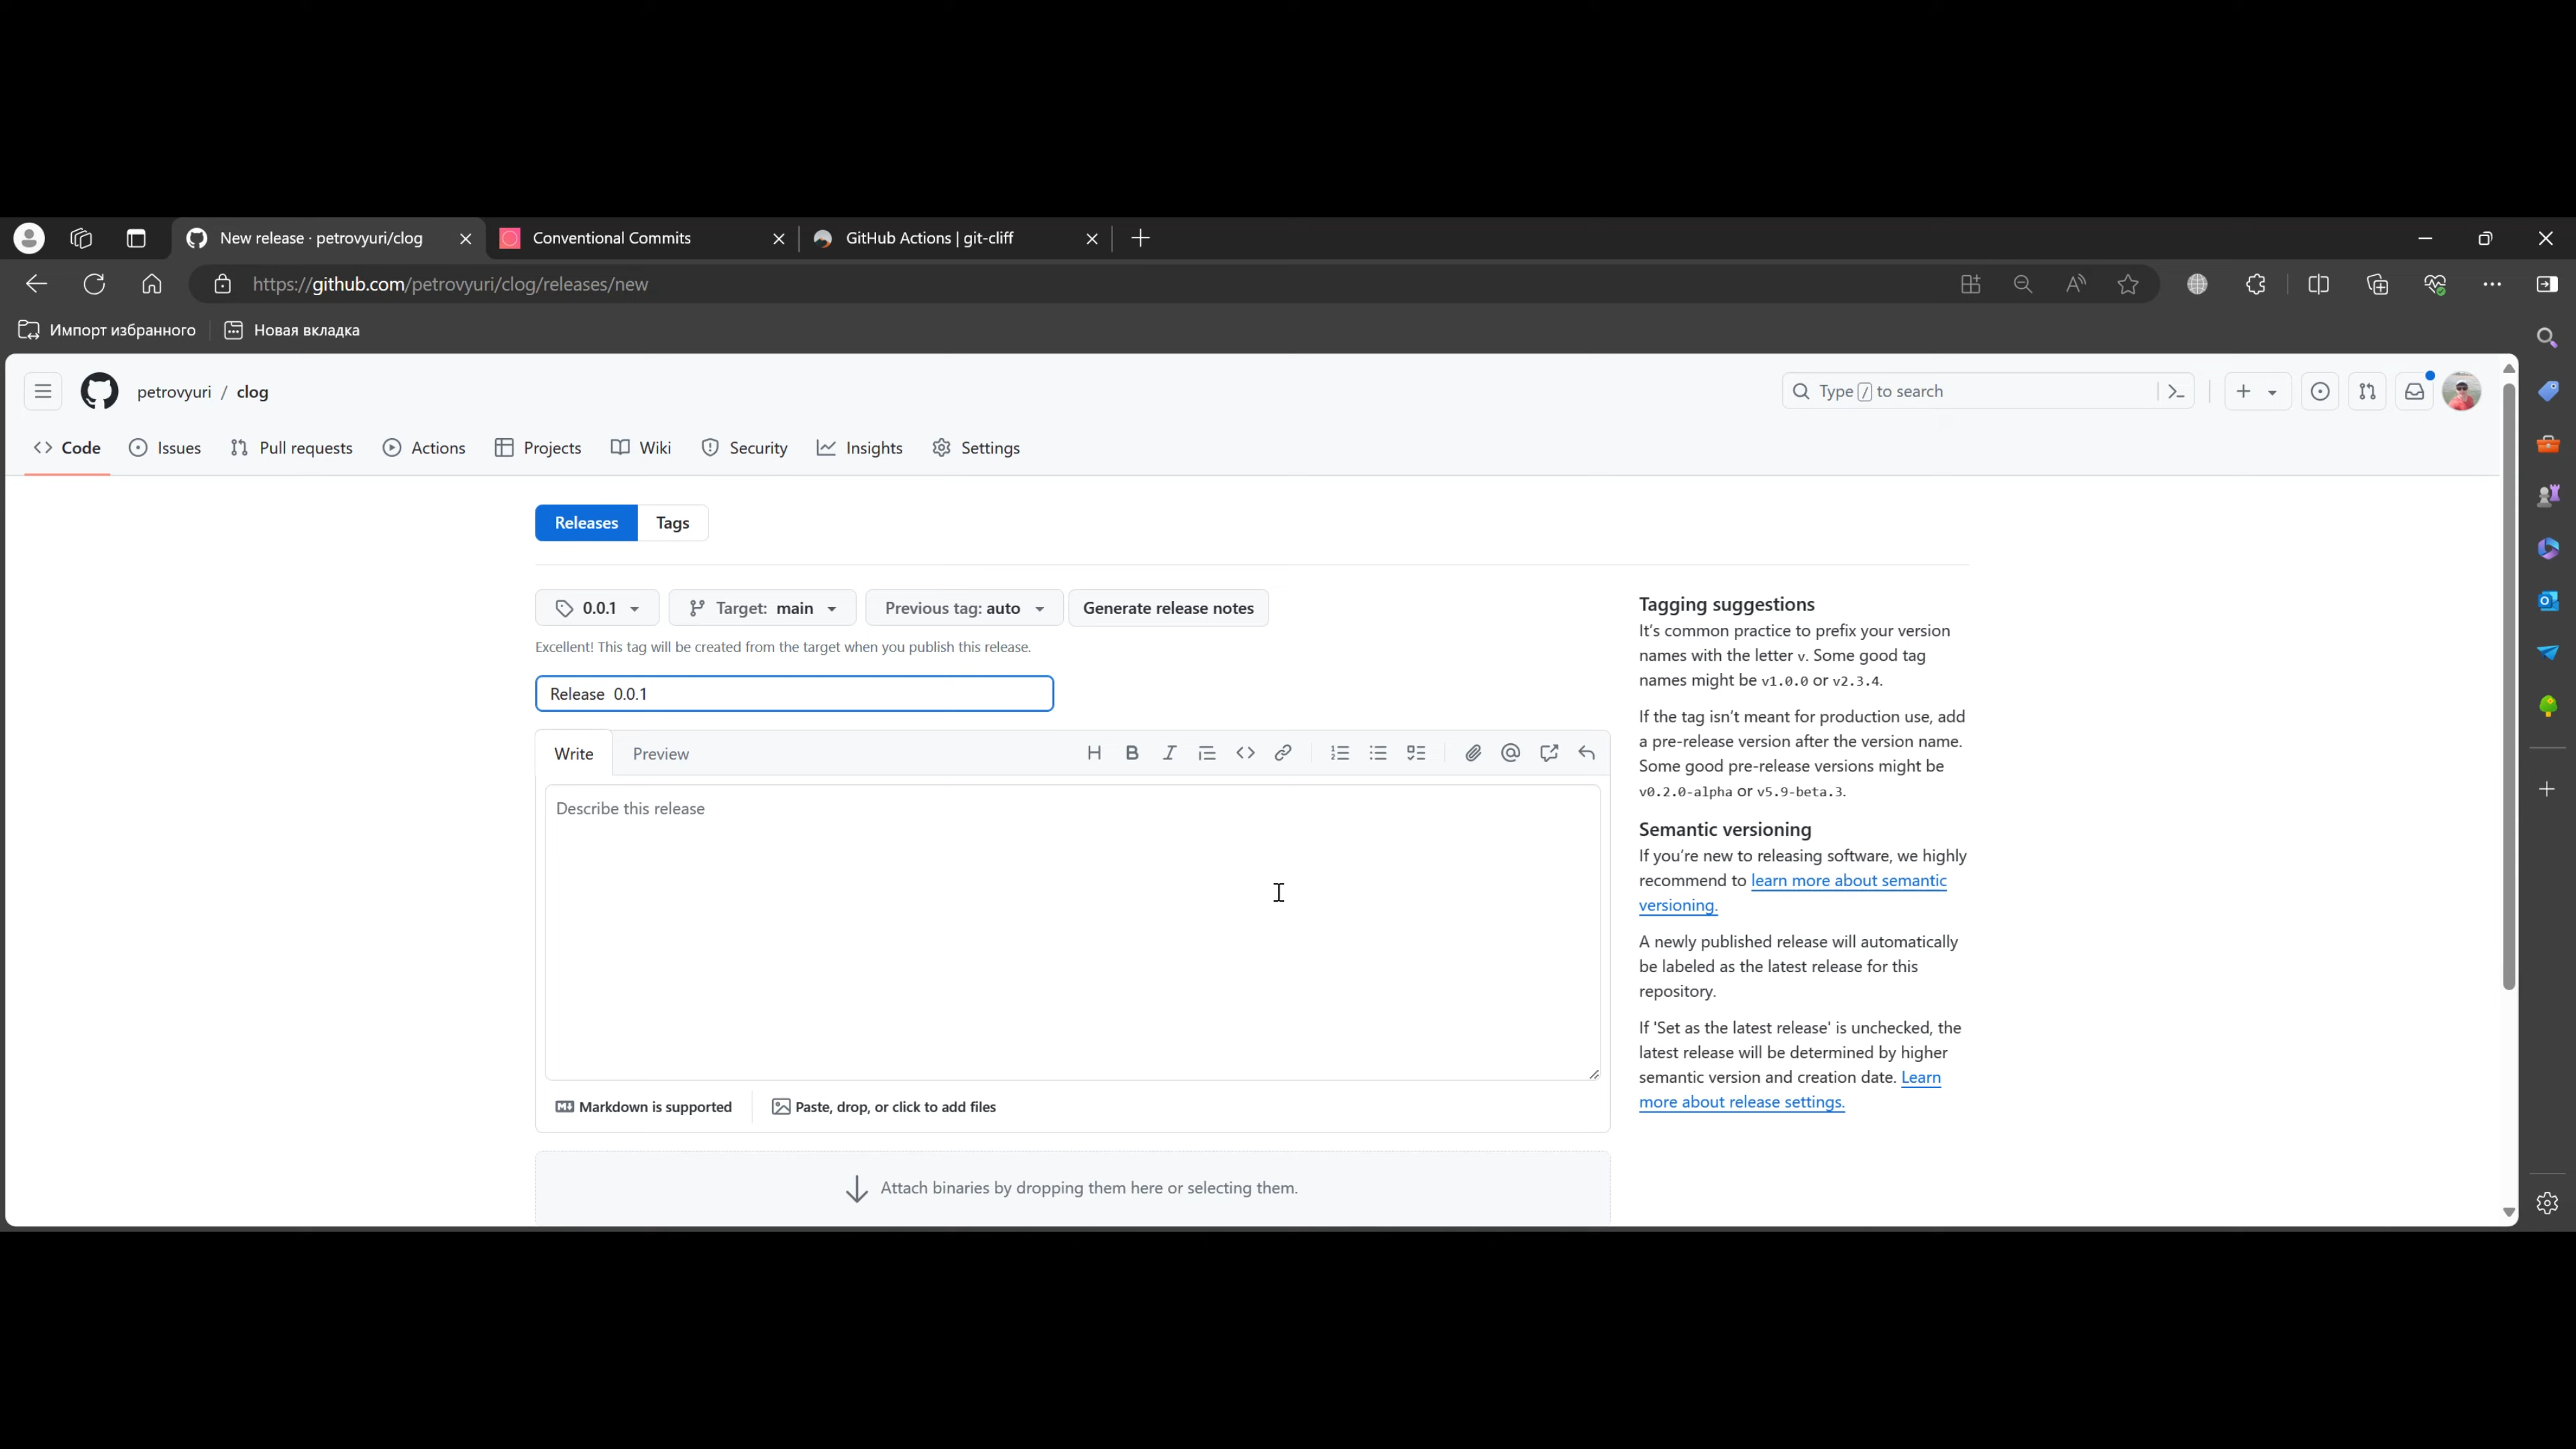 New release · petrovyuri/clog
Conventional Commits
GitHub Actions | git-cliff
https://github.com/petrovyuri/clog/releases/new
Импорт избранного
Новая вкладка
petrovyuri / clog
Type / to search
Code
Issues
Pull requests
Actions
Projects
Wiki
Security
Insights
Settings
Releases
Tags
0.0.1
Target: main
Previous tag: auto
Generate release notes
Excellent! This tag will be created from the target when you publish this release.
Release 0.0.1
Write
Preview
Describe this release
Markdown is supported
Paste, drop, or click to add files
Attach binaries by dropping them here or selecting them.
Tagging suggestions
It's common practice to prefix your version
names with the letter v. Some good tag
names might be v1.0.0 or v2.3.4.
If the tag isn't meant for production use, add
a pre-release version after the version name.
Some good pre-release versions might be
v0.2.0-alpha or v5.9-beta.3.
Semantic versioning
If you're new to releasing software, we highly
recommend to learn more about semantic
versioning.
A newly published release will automatically
be labeled as the latest release for this
repository.
If 'Set as the latest release' is unchecked, the
latest release will be determined by higher
semantic version and creation date. Learn
more about release settings.